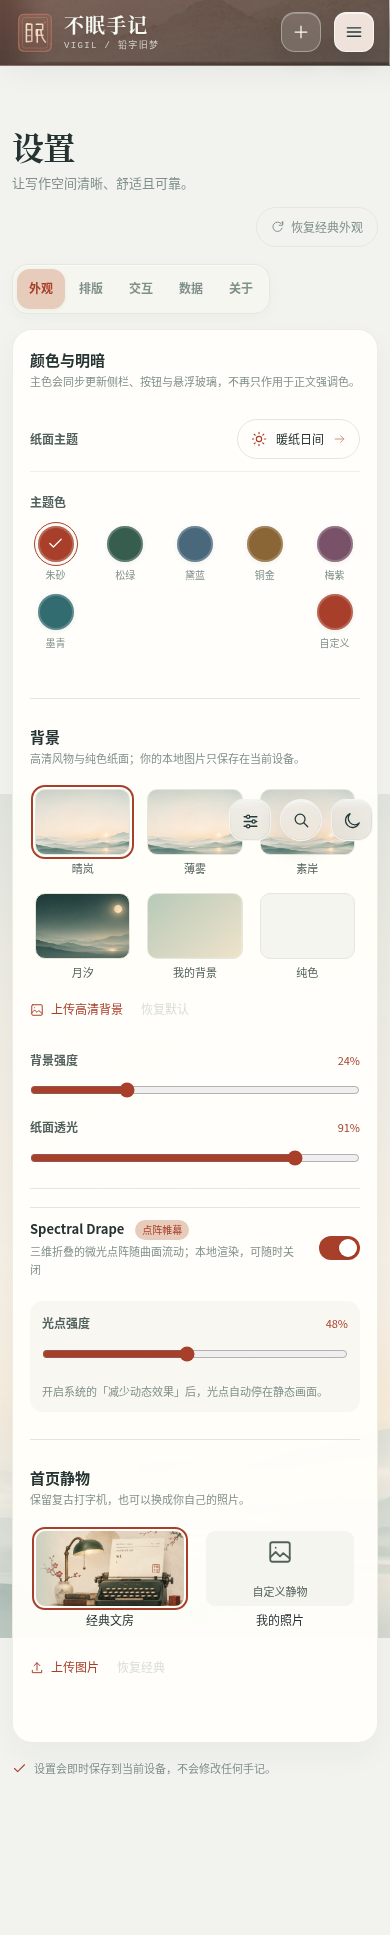 眠
不眠手记
VIGIL / 铅字旧梦
设置
让写作空间清晰、舒适且可靠。
恢复经典外观
外观
排版
交互
数据
关于
颜色与明暗
主色会同步更新侧栏、按钮与悬浮玻璃，不再只作用于正文强调色。
纸面主题
暖纸日间
主题色
朱砂
松绿
黛蓝
铜金
梅紫
墨青
自定义
背景
高清风物与纯色纸面；你的本地图片只保存在当前设备。
晴岚
薄雾
素岸
月汐
我的背景
纯色
上传高清背景
恢复默认
背景强度
24%
纸面透光
91%
Spectral Drape
点阵帷幕
三维折叠的微光点阵随曲面流动；本地渲染，可随时关
闭
光点强度
48%
开启系统的「减少动态效果」后，光点自动停在静态画面。
首页静物
保留复古打字机，也可以换成你自己的照片。
自定义静物
经典文房
我的照片
上传图片
恢复经典
设置会即时保存到当前设备，不会修改任何手记。